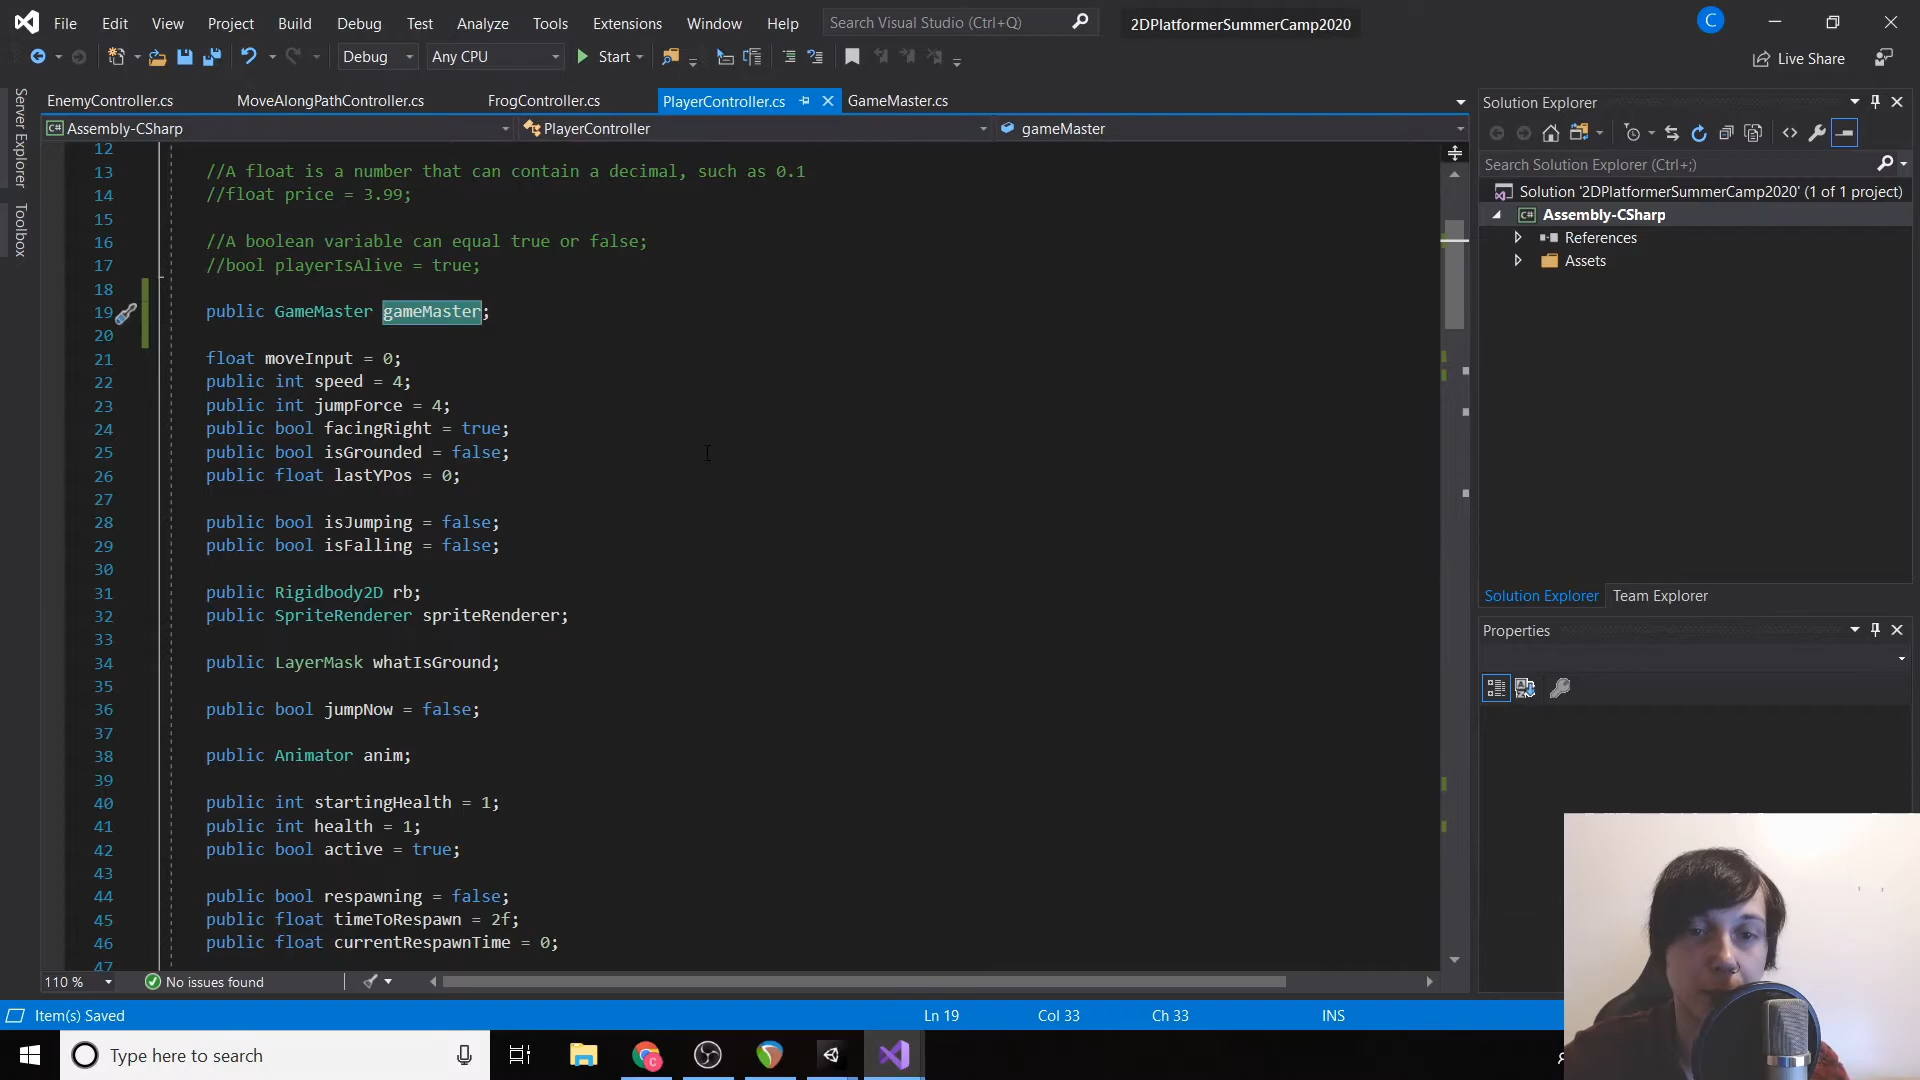 File Edit View Project Build Debug Test Analyze Tools Extensions Window Help Search Visual Studio (Ctrl+Q) 2DPlatformerSummerCamp2020 C
Debug Any CPU Start Live Share
Server Explorer
Toolbox
EnemyController.cs MoveAlongPathController.cs FrogController.cs PlayerController.cs GameMaster.cs
C# Assembly-CSharp PlayerController gameMaster
12
13 //A float is a number that can contain a decimal, such as 0.1
14 //float price = 3.99;
15
16 //A boolean variable can equal true or false;
17 //bool playerIsAlive = true;
18
19 public GameMaster gameMaster;
20
21 float moveInput = 0;
22 public int speed = 4;
23 public int jumpForce = 4;
24 public bool facingRight = true;
25 public bool isGrounded = false;
26 public float lastYPos = 0;
27
28 public bool isJumping = false;
29 public bool isFalling = false;
30
31 public Rigidbody2D rb;
32 public SpriteRenderer spriteRenderer;
33
34 public LayerMask whatIsGround;
35
36 public bool jumpNow = false;
37
38 public Animator anim;
39
40 public int startingHealth = 1;
41 public int health = 1;
42 public bool active = true;
43
44 public bool respawning = false;
45 public float timeToRespawn = 2f;
46 public float currentRespawnTime = 0;
47
110 % No issues found
Solution Explorer
Search Solution Explorer (Ctrl+;)
Solution '2DPlatformerSummerCamp2020' (1 of 1 project)
C# Assembly-CSharp
References
Assets
Solution Explorer Team Explorer
Properties
Item(s) Saved Ln 19 Col 33 Ch 33 INS
Type here to search